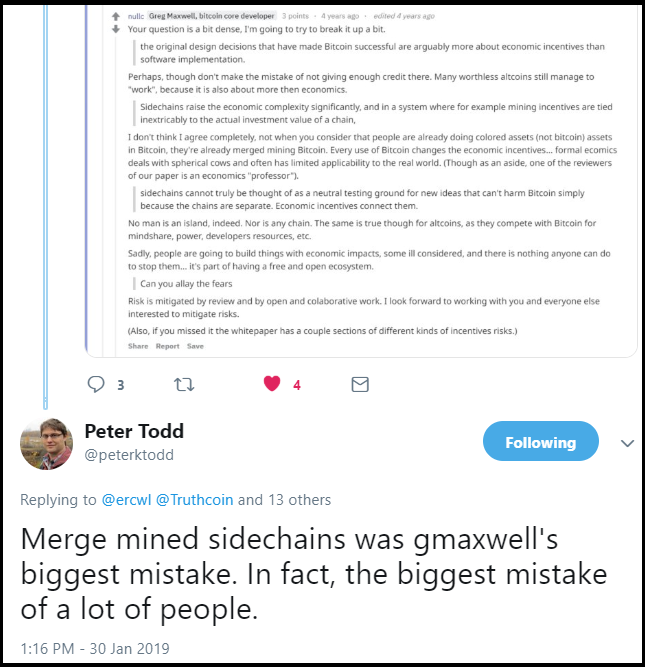 nullc Greg Maxwell, bitcoin core developer 3 points · 4 years ago · edited 4 years ago
Your question is a bit dense, I'm going to try to break it up a bit.
the original design decisions that have made Bitcoin successful are arguably more about economic incentives than
software implementation.
Perhaps, though don't make the mistake of not giving enough credit there. Many worthless altcoins still manage to
"work", because it is also about more then economics.
Sidechains raise the economic complexity significantly, and in a system where for example mining incentives are tied
inextricably to the actual investment value of a chain,
I don't think I agree completely, not when you consider that people are already doing colored assets (not bitcoin) assets
in Bitcoin, they're already merged mining Bitcoin. Every use of Bitcoin changes the economic incentives... formal ecomics
deals with spherical cows and often has limited applicability to the real world. (Though as an aside, one of the reviewers
of our paper is an economics "professor").
sidechains cannot truly be thought of as a neutral testing ground for new ideas that can't harm Bitcoin simply
because the chains are separate. Economic incentives connect them.
No man is an island, indeed. Nor is any chain. The same is true though for altcoins, as they compete with Bitcoin for
mindshare, power, developers resources, etc.
Sadly, people are going to build things with economic impacts, some ill considered, and there is nothing anyone can do
to stop them... it's part of having a free and open ecosystem.
Can you allay the fears
Risk is mitigated by review and by open and colaborative work. I look forward to working with you and everyone else
interested to mitigate risks.
(Also, if you missed it the whitepaper has a couple sections of different kinds of incentives risks.)
Share Report Save
3 4
Peter Todd
@peterktodd
Following
Replying to @ercwl @Truthcoin and 13 others
Merge mined sidechains was gmaxwell's
biggest mistake. In fact, the biggest mistake
of a lot of people.
1:16 PM - 30 Jan 2019